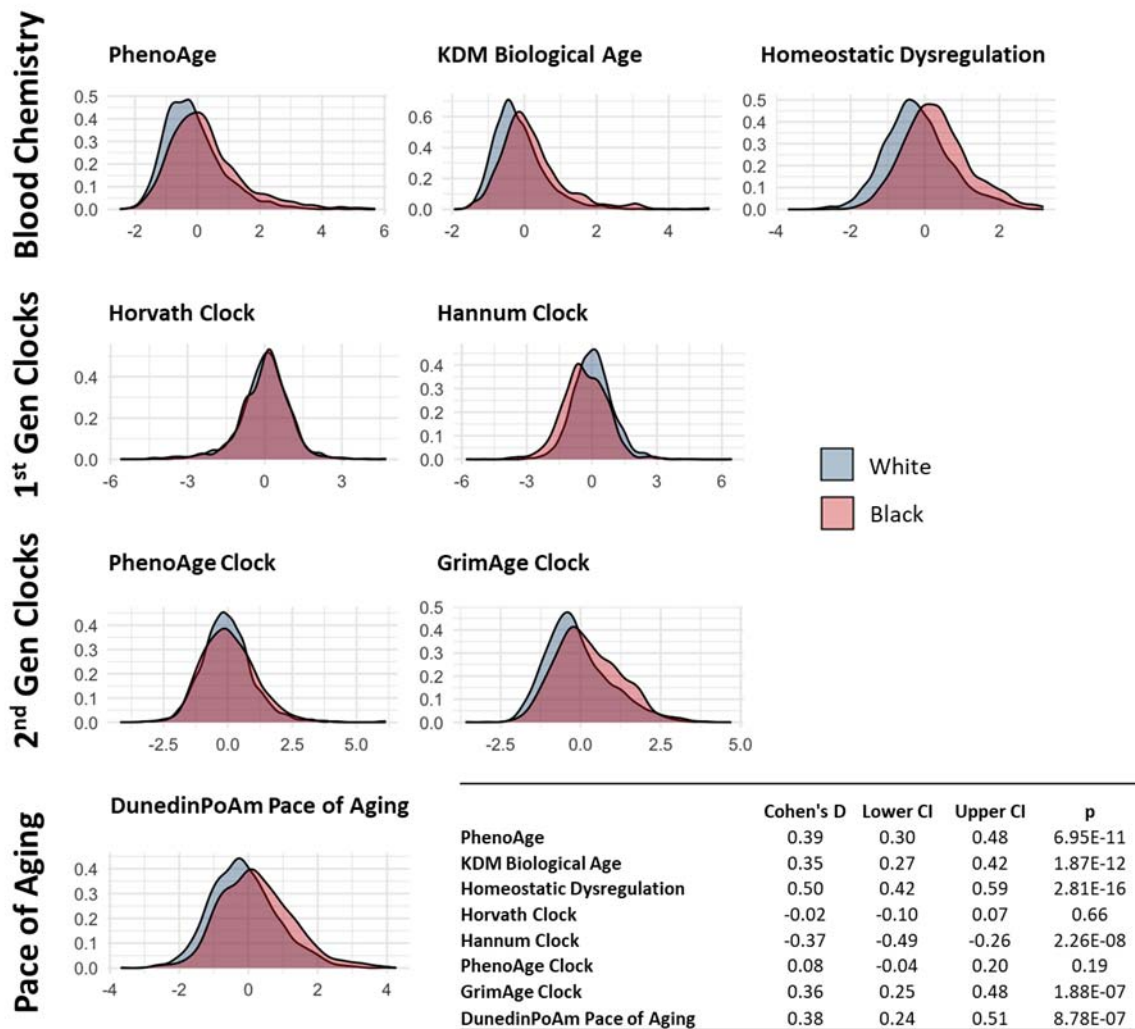 Blood Chemistry
PhenoAge
KDM Biological Age
Homeostatic Dysregulation
0.5
0.4
0.3
0.2
0.1
0.0
-2 0 2 4 6
0.6
0.4
0.2
0.0
-2 0 2 4
0.5
0.4
0.3
0.2
0.1
0.0
-4 -2 0 2
1st Gen Clocks
Horvath Clock
Hannum Clock
0.4
0.2
0.0
-6 -3 0 3
0.4
0.3
0.2
0.1
0.0
-6 -3 0 3 6
White
Black
2nd Gen Clocks
PhenoAge Clock
GrimAge Clock
0.4
0.3
0.2
0.1
0.0
-2.5 0.0 2.5 5.0
0.5
0.4
0.3
0.2
0.1
0.0
-2.5 0.0 2.5 5.0
Pace of Aging
DunedinPoAm Pace of Aging
0.4
0.3
0.2
0.1
0.0
-4 -2 0 2 4
Cohen's D Lower CI Upper CI p
PhenoAge 0.39 0.30 0.48 6.95E-11
KDM Biological Age 0.35 0.27 0.42 1.87E-12
Homeostatic Dysregulation 0.50 0.42 0.59 2.81E-16
Horvath Clock -0.02 -0.10 0.07 0.66
Hannum Clock -0.37 -0.49 -0.26 2.26E-08
PhenoAge Clock 0.08 -0.04 0.20 0.19
GrimAge Clock 0.36 0.25 0.48 1.88E-07
DunedinPoAm Pace of Aging 0.38 0.24 0.51 8.78E-07